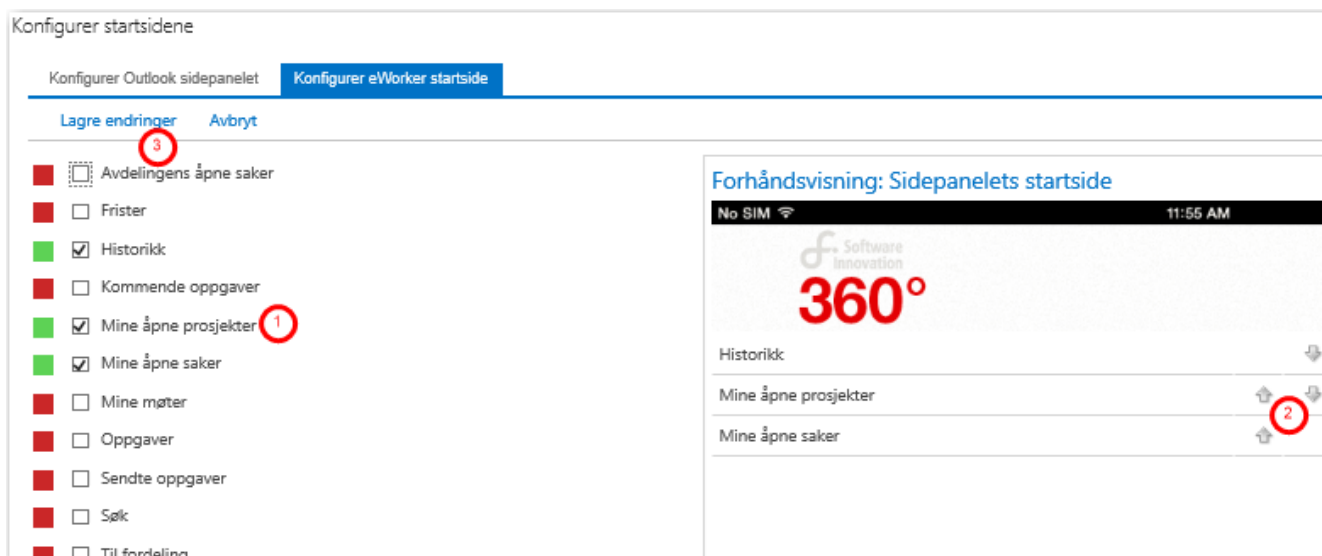 Konfigurer startsidene
Konfigurer Outlook sidepanelet
Konfigurer eWorker startside
Lagre endringer
Avbryt
3
Avdelingens åpne saker
Frister
Historikk
Kommende oppgaver
Mine åpne prosjekter
1
Mine åpne saker
Mine møter
Oppgaver
Sendte oppgaver
Søk
Til fordeling
Forhåndsvisning: Sidepanelets startside
No SIM
11:55 AM
Software
Innovation
360°
Historikk
Mine åpne prosjekter
2
Mine åpne saker